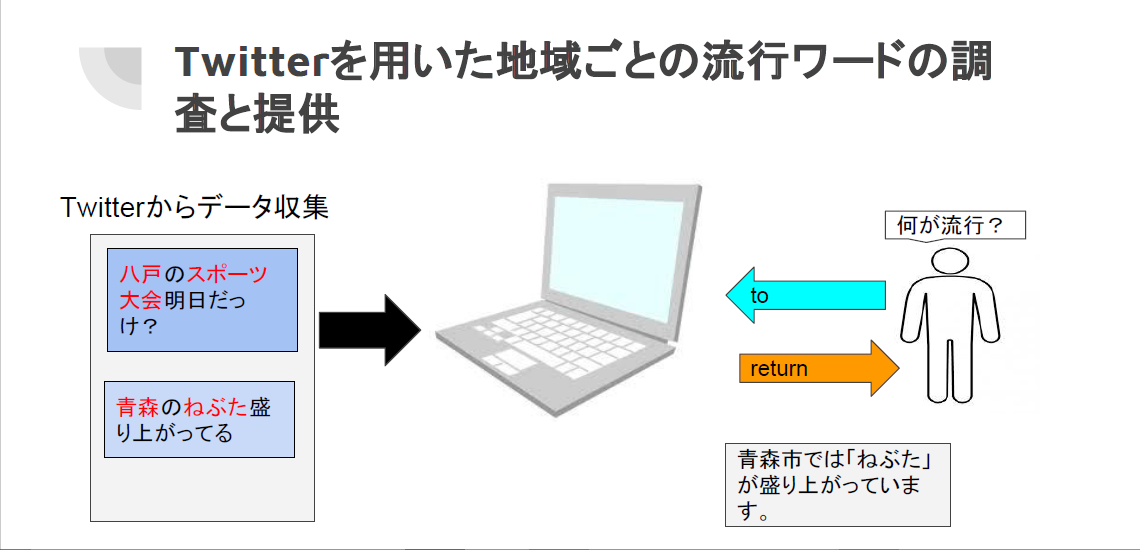 Twitterを用いた地域ごとの流行ワードの調
査と提供
Twitterからデータ収集
八戸のスポーツ
大会明日だっ
け？
青森のねぶた盛
り上がってる
何が流行？
to
return
青森市では「ねぶた」
が盛り上がっていま
す。